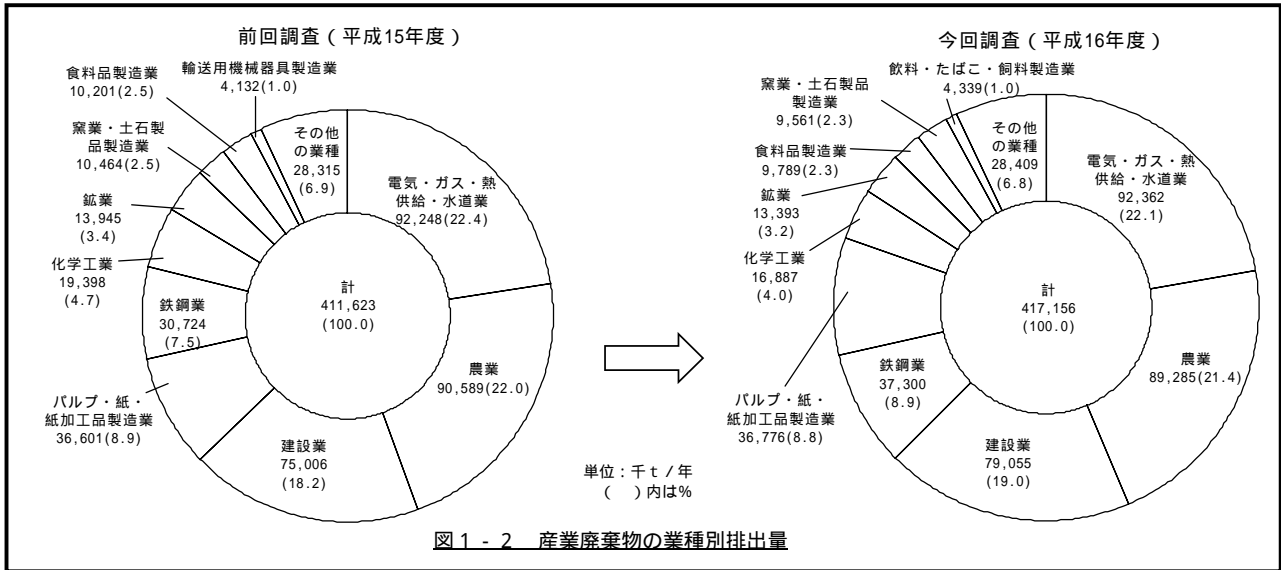 前回調査(平成15年度)
食料品製造業
10,201(2.5)
輸送用機械器具製造業
4,132(1.0)
窯業・土石製
品製造業
10,464(2.5)
鉱業
13,945
(3.4)
化学工業
19,398
(4.7)
鉄鋼業
30,724
(7.5)
パルプ・紙・
紙加工品製造業
36,601(8.9)
建設業
75,006
(18.2)
農業
90,589(22.0)
電気・ガス・熱
供給・水道業
92,248(22.4)
その他
の業種
28,315
(6.9)
計
411,623
(100.0)
今回調査(平成16年度)
飲料・たばこ・飼料製造業
4,339(1.0)
窯業・土石製品
製造業
9,561(2.3)
食料品製造業
9,789(2.3)
鉱業
13,393
(3.2)
化学工業
16,887
(4.0)
鉄鋼業
37,300
(8.9)
パルプ・紙・
紙加工品製造業
36,776(8.8)
建設業
79,055
(19.0)
農業
89,285(21.4)
電気・ガス・熱
供給・水道業
92,362
(22.1)
その他
の業種
28,409
(6.8)
計
417,156
(100.0)
単位:千t/年
( )内は%
図1-2 産業廃棄物の業種別排出量